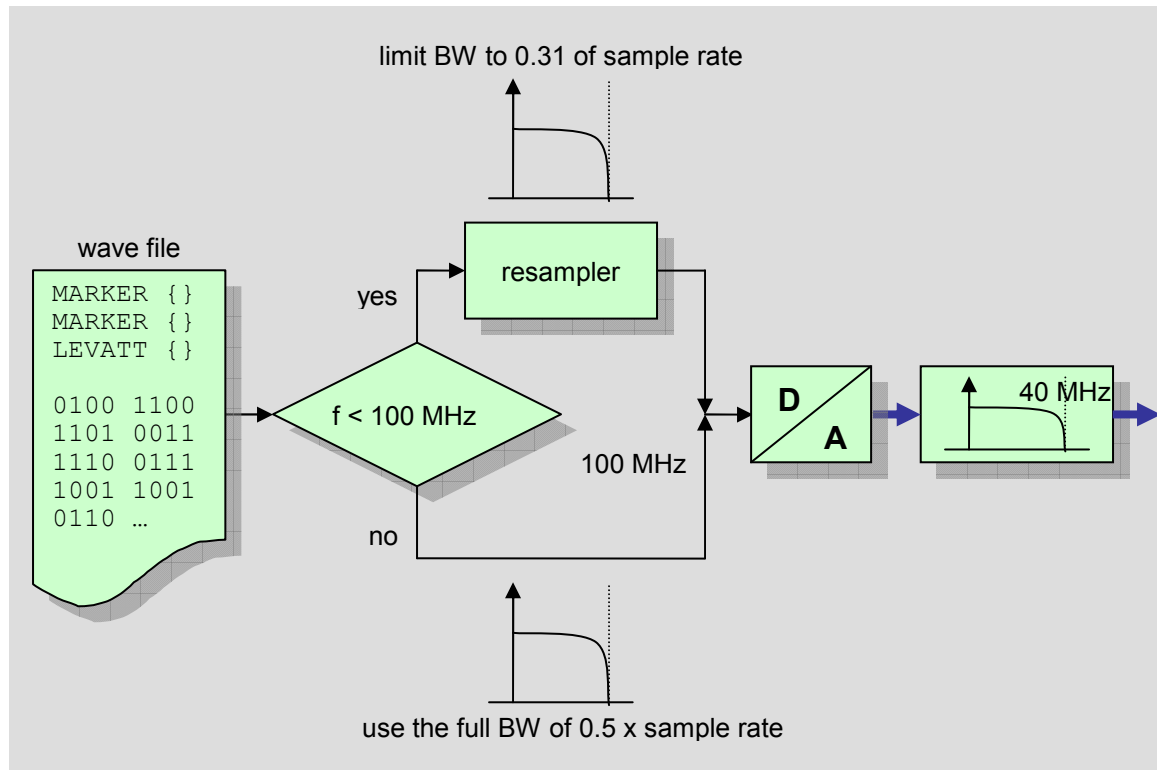 limit BW to 0.31 of sample rate
wave file
MARKER {}
MARKER {}
LEVATT {}
0100 1100
1101 0011
1110 0111
1001 1001
0110 …
yes
resampler
f < 100 MHz
no
100 MHz
D
A
40 MHz
use the full BW of 0.5 x sample rate